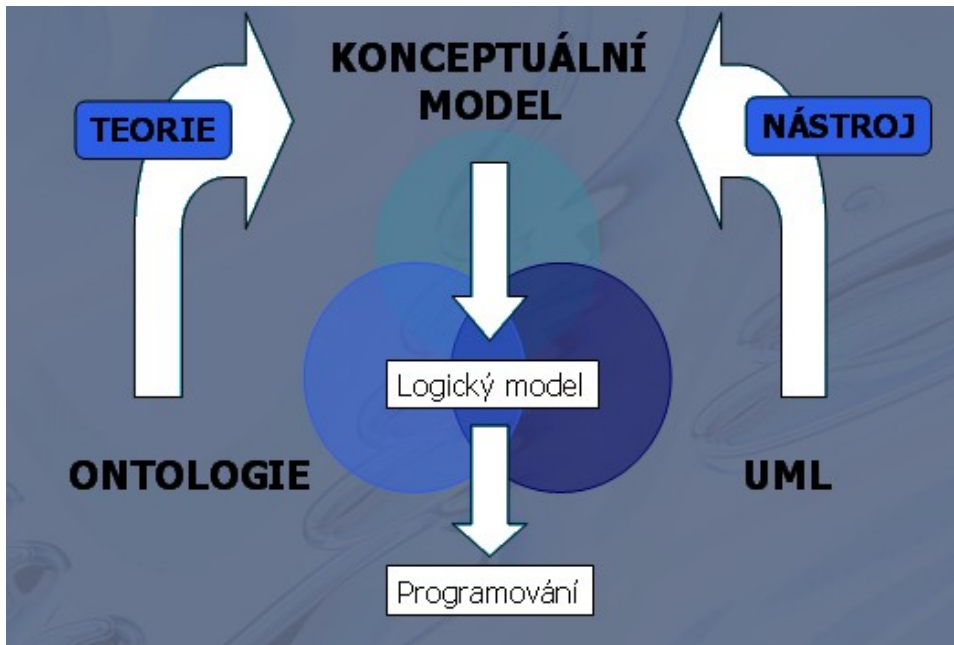 KONCEPTUÁLNÍ
MODEL
TEORIE
NÁSTROJ
Logický model
ONTOLOGIE
UML
Programování